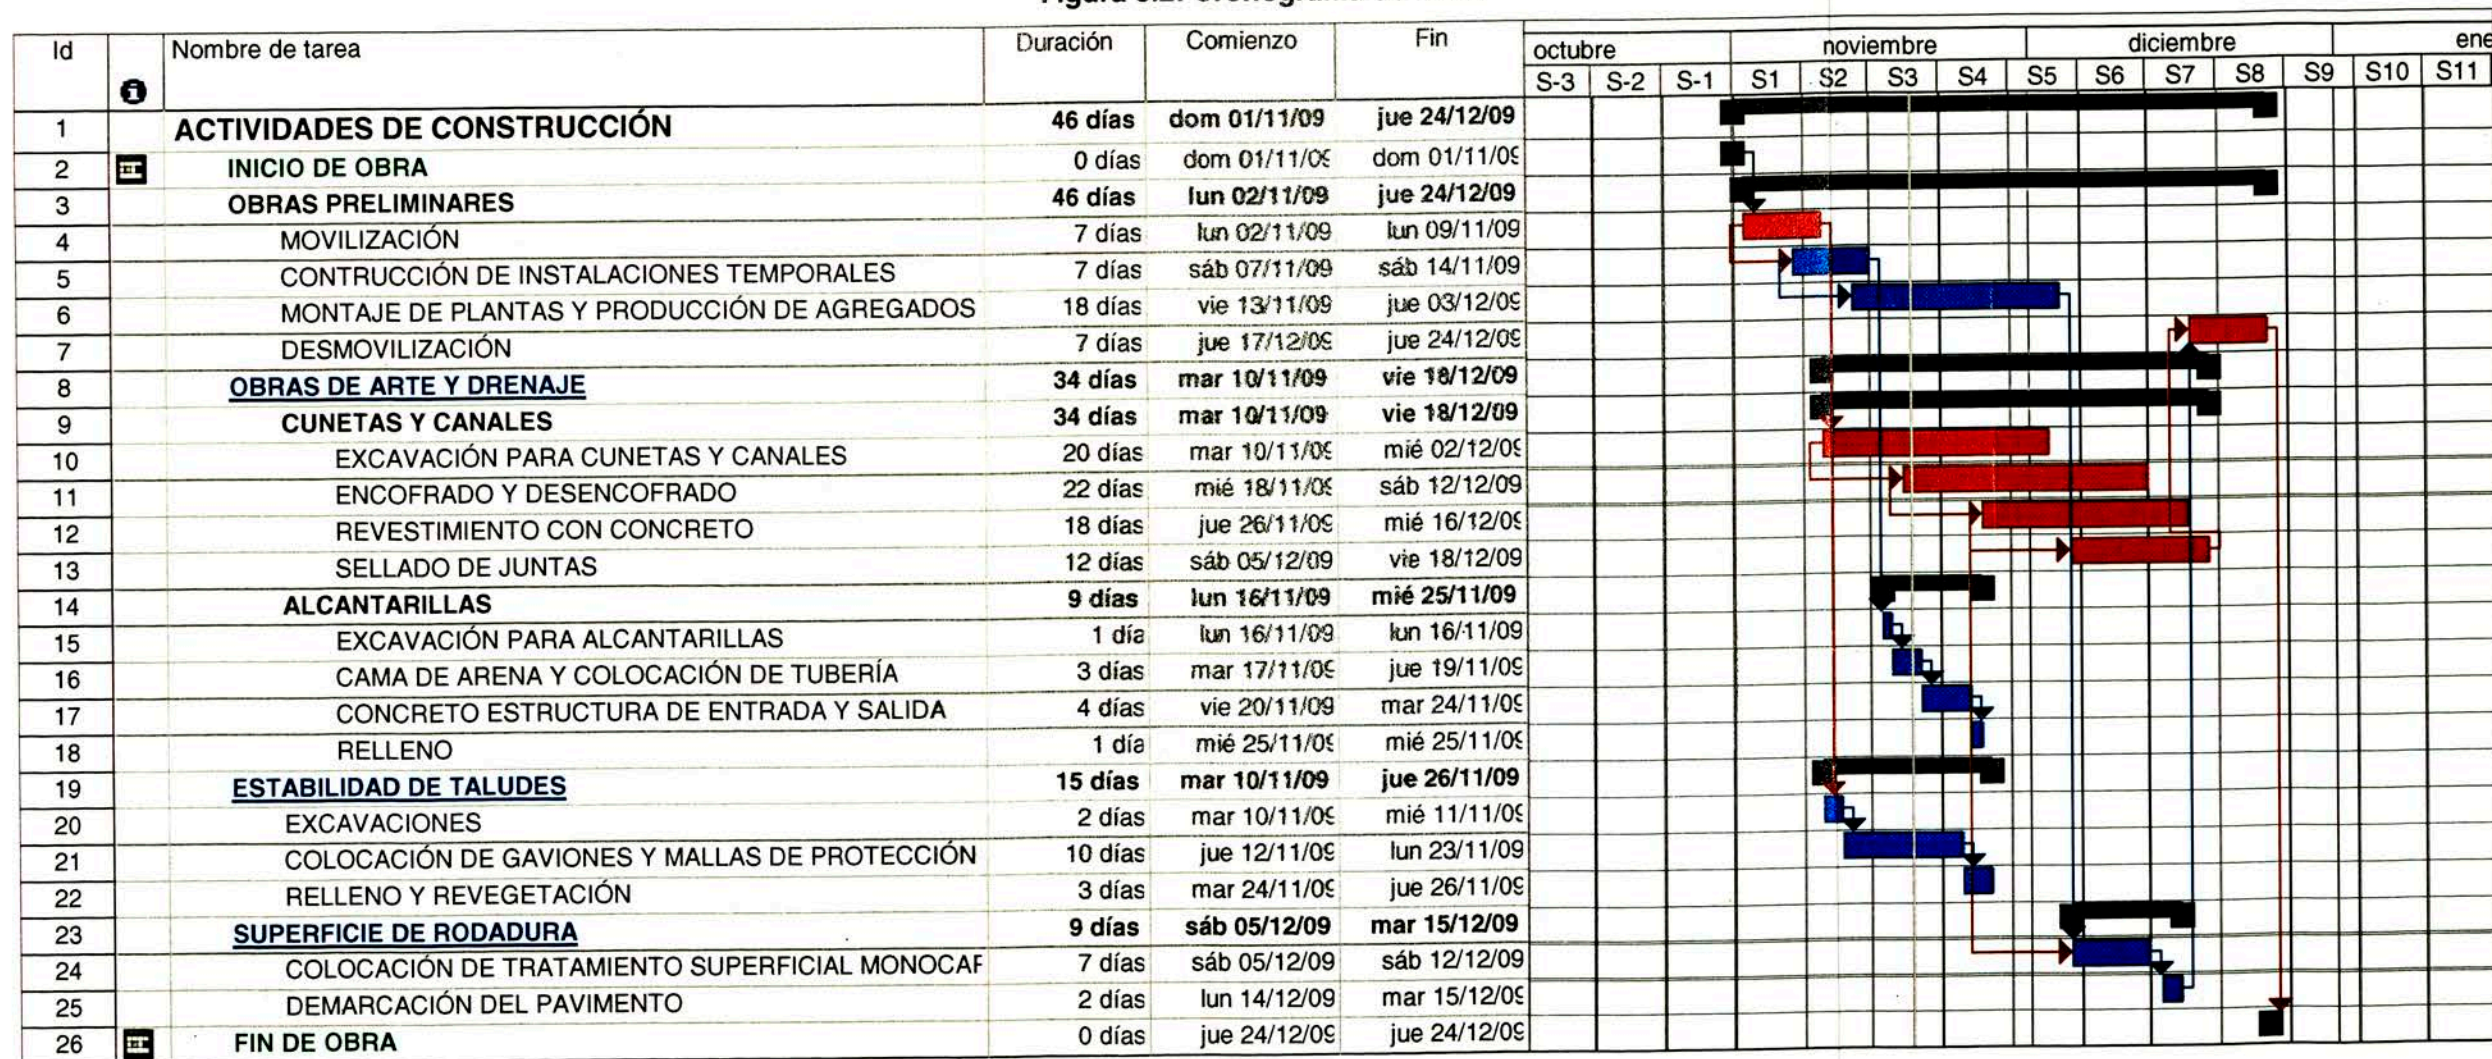 Id Nombre de tarea Duración Comienzo Fin octubre noviembre diciembre ene
S-3 S-2 S-1 S1 S2 S3 S4 S5 S6 S7 S8 S9 S10 S11
1 ACTIVIDADES DE CONSTRUCCIÓN 46 días dom 01/11/09 jue 24/12/09
2 INICIO DE OBRA 0 días dom 01/11/09 dom 01/11/09
3 OBRAS PRELIMINARES 46 días lun 02/11/09 jue 24/12/09
4 MOVILIZACIÓN 7 días lun 02/11/09 lun 09/11/09
5 CONTRUCCIÓN DE INSTALACIONES TEMPORALES 7 días sáb 07/11/09 sáb 14/11/09
6 MONTAJE DE PLANTAS Y PRODUCCIÓN DE AGREGADOS 18 días vie 13/11/09 jue 03/12/09
7 DESMOVILIZACIÓN 7 días jue 17/12/09 jue 24/12/09
8 OBRAS DE ARTE Y DRENAJE 34 días mar 10/11/09 vie 18/12/09
9 CUNETAS Y CANALES 34 días mar 10/11/09 vie 18/12/09
10 EXCAVACIÓN PARA CUNETAS Y CANALES 20 días mar 10/11/09 mié 02/12/09
11 ENCOFRADO Y DESENCOFRADO 22 días mié 18/11/09 sáb 12/12/09
12 REVESTIMIENTO CON CONCRETO 18 días jue 26/11/09 mié 16/12/09
13 SELLADO DE JUNTAS 12 días sáb 05/12/09 vie 18/12/09
14 ALCANTARILLAS 9 días lun 16/11/09 mié 25/11/09
15 EXCAVACIÓN PARA ALCANTARILLAS 1 día lun 16/11/09 lun 16/11/09
16 CAMA DE ARENA Y COLOCACIÓN DE TUBERÍA 3 días mar 17/11/09 jue 19/11/09
17 CONCRETO ESTRUCTURA DE ENTRADA Y SALIDA 4 días vie 20/11/09 mar 24/11/09
18 RELLENO 1 día mié 25/11/09 mié 25/11/09
19 ESTABILIDAD DE TALUDES 15 días mar 10/11/09 jue 26/11/09
20 EXCAVACIONES 2 días mar 10/11/09 mié 11/11/09
21 COLOCACIÓN DE GAVIONES Y MALLAS DE PROTECCIÓN 10 días jue 12/11/09 lun 23/11/09
22 RELLENO Y REVEGETACIÓN 3 días mar 24/11/09 jue 26/11/09
23 SUPERFICIE DE RODADURA 9 días sáb 05/12/09 mar 15/12/09
24 COLOCACIÓN DE TRATAMIENTO SUPERFICIAL MONOCAP 7 días sáb 05/12/09 sáb 12/12/09
25 DEMARCACIÓN DEL PAVIMENTO 2 días lun 14/12/09 mar 15/12/09
26 FIN DE OBRA 0 días jue 24/12/09 jue 24/12/09